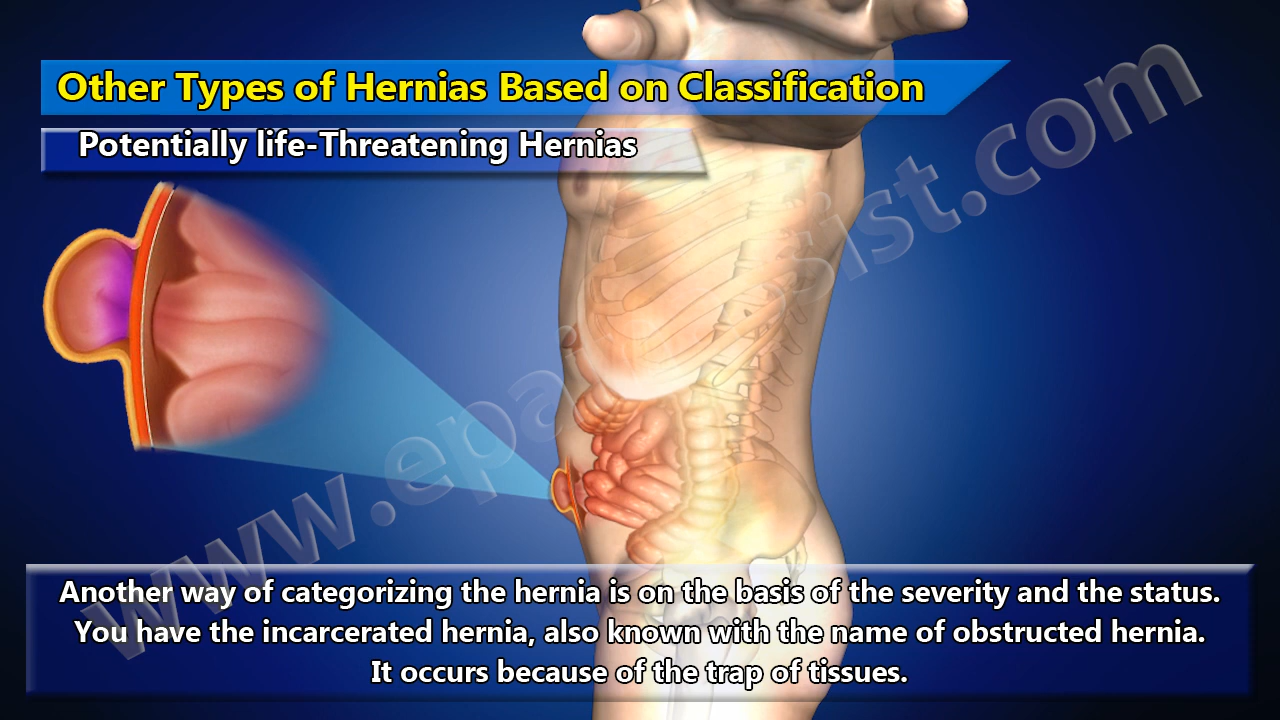 Other Types of Hernias Based on Classification
Potentially life-Threatening Hernias
Another way of categorizing the hernia is on the basis of the severity and the status.
You have the incarcerated hernia, also known with the name of obstructed hernia.
It occurs because of the trap of tissues.